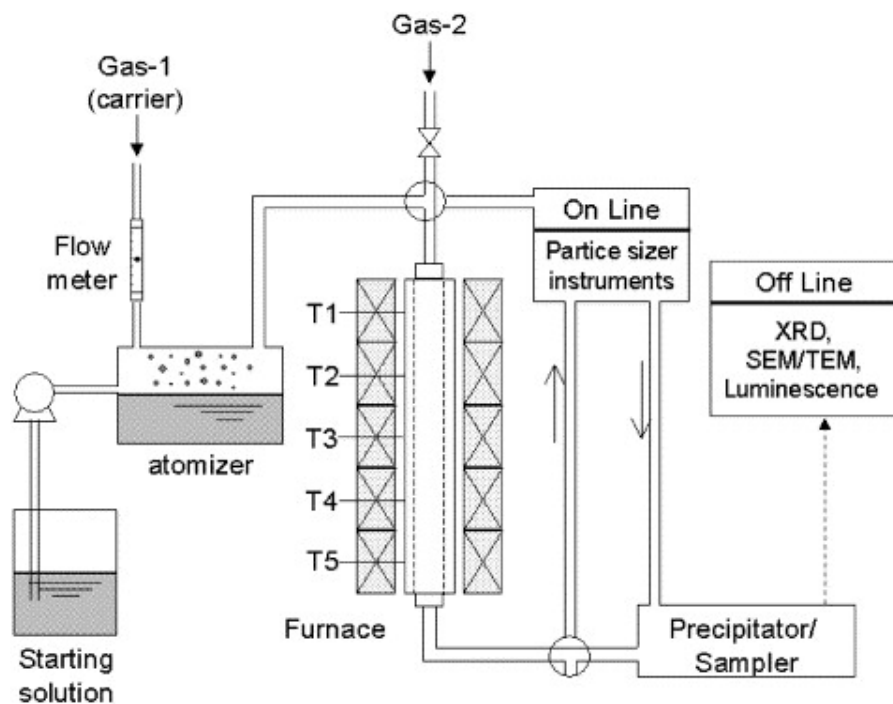 Gas-2
Gas-1
(carrier)
Flow
meter
On Line
Partice sizer
instruments
Off Line
XRD,
SEM/TEM,
Luminescence
T1
T2
T3
T4
T5
atomizer
Furnace
Precipitator/
Sampler
Starting
solution